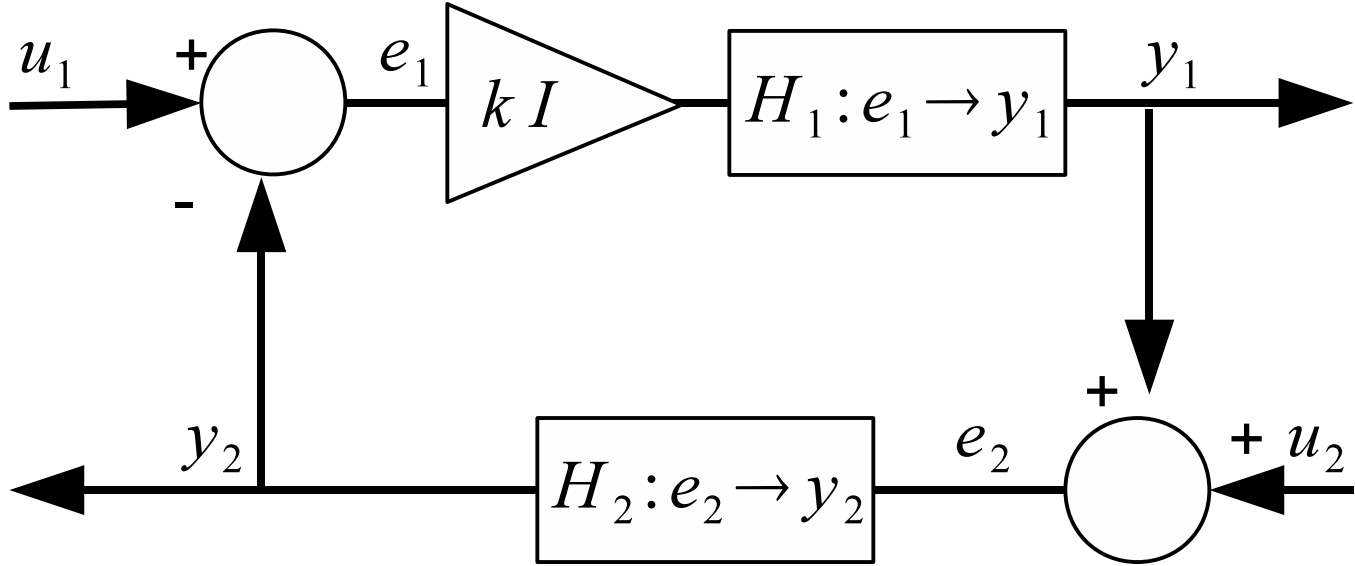 u₁ + e₁ k I H₁ : e₁ → y₁ y₁
-
+
y₂ H₂ : e₂ → y₂ e₂ + u₂